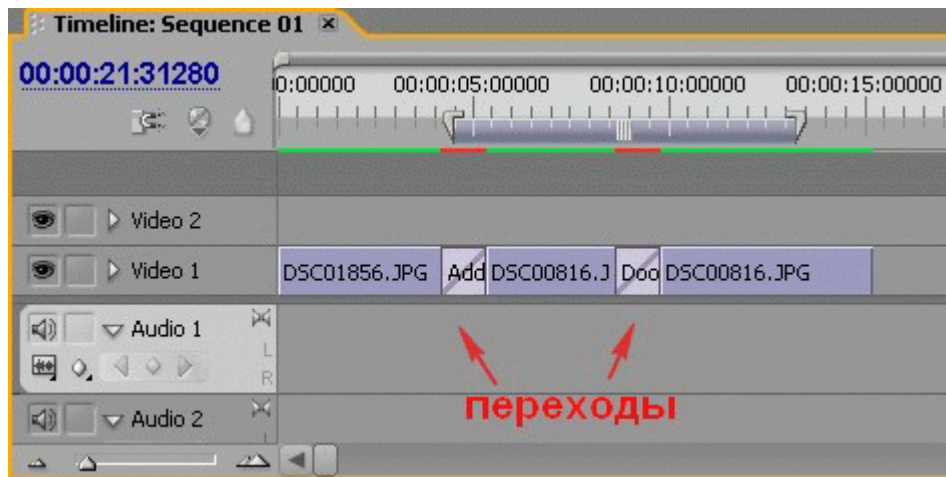 Timeline: Sequence 01
00:00:21:31280
0:00000 00:00:05:00000 00:00:10:00000 00:00:15:00000
Video 2
Video 1 DSC01856.JPG Add DSC00816.J Doo DSC00816.JPG
Audio 1
L
R
переходы
Audio 2